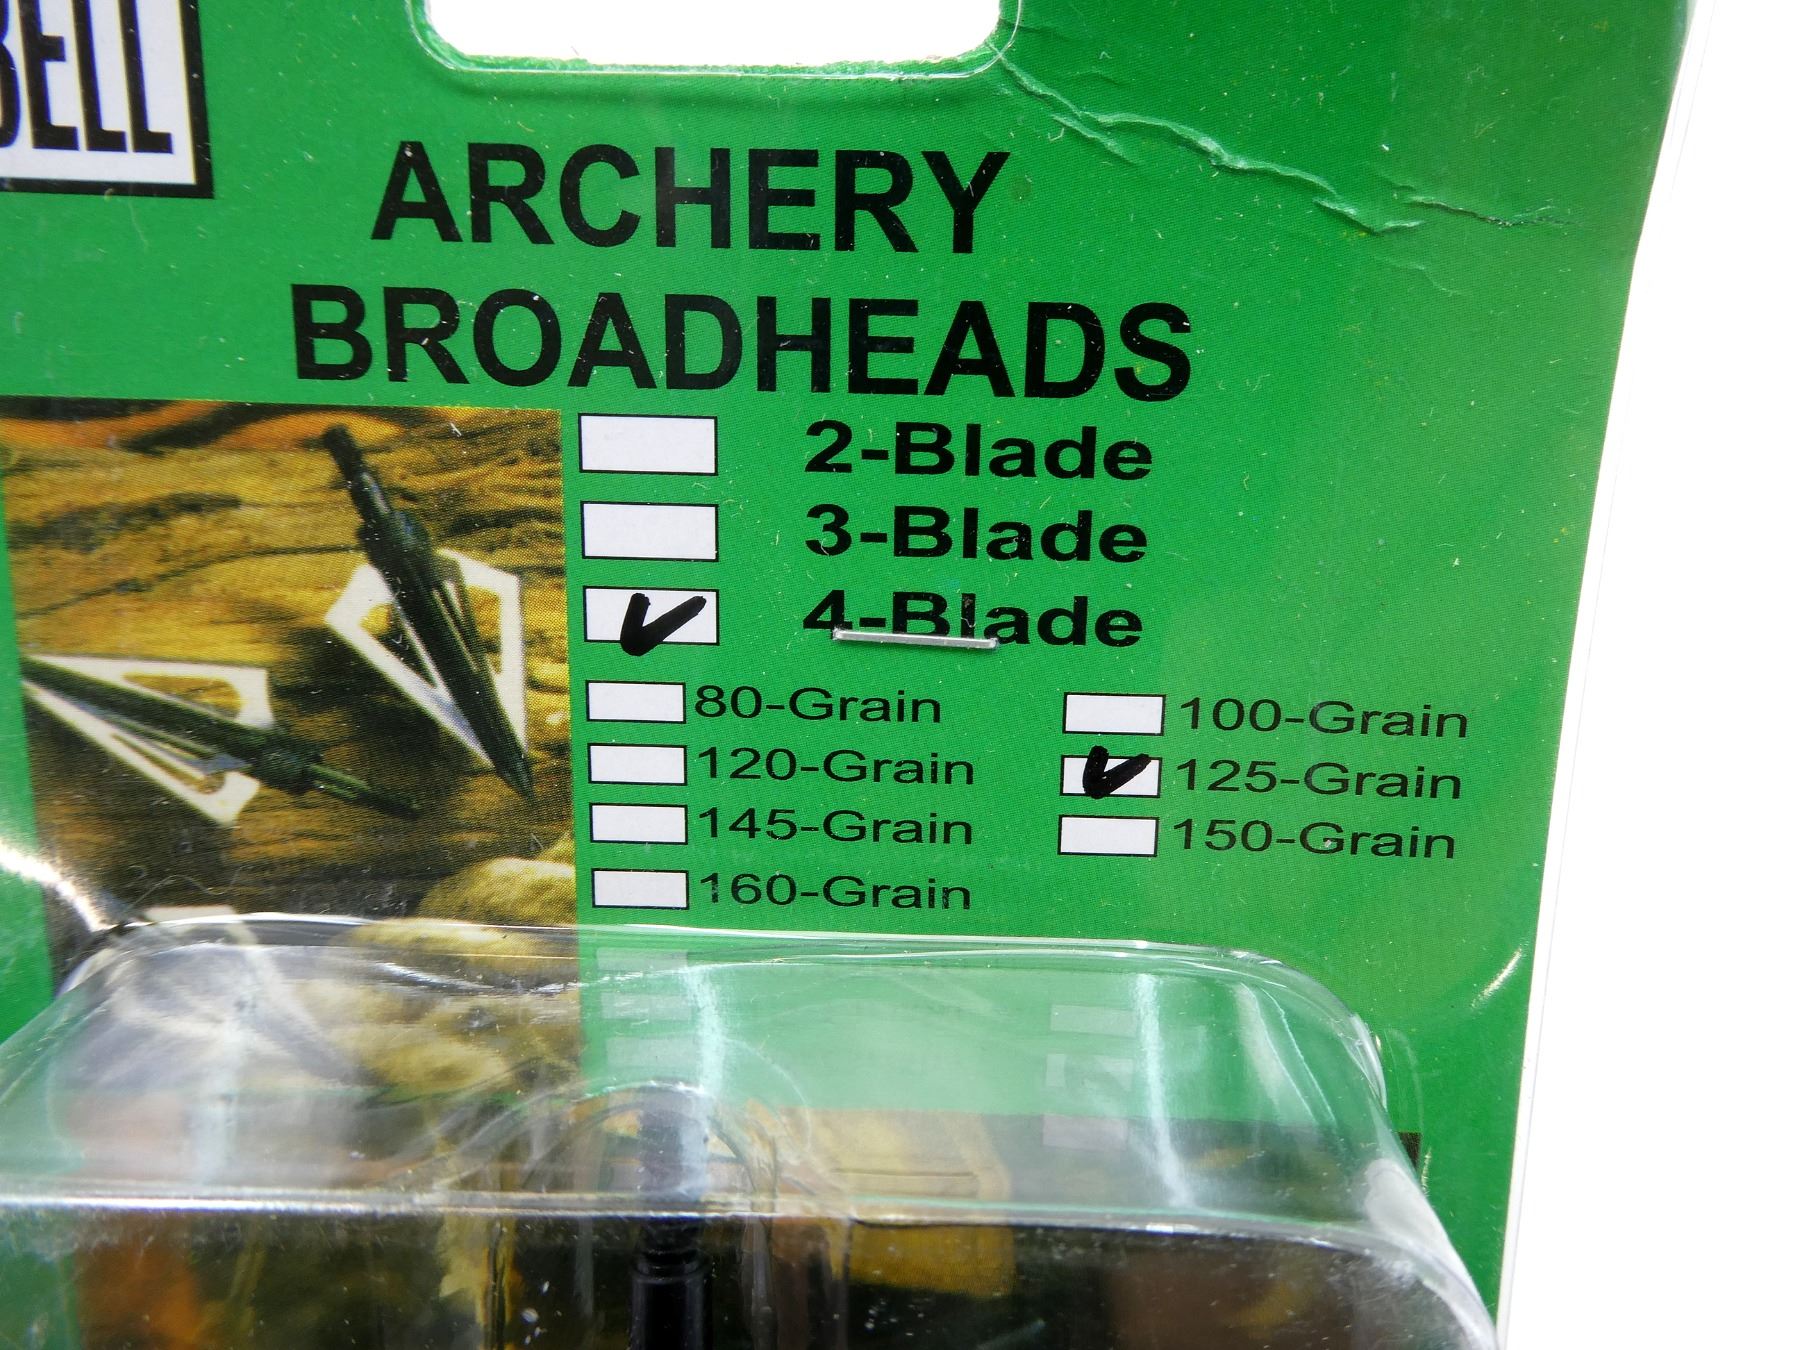 BELL
ARCHERY
BROADHEADS
2-Blade
3-Blade
4-Blade
80-Grain
100-Grain
120-Grain
125-Grain
145-Grain
150-Grain
160-Grain